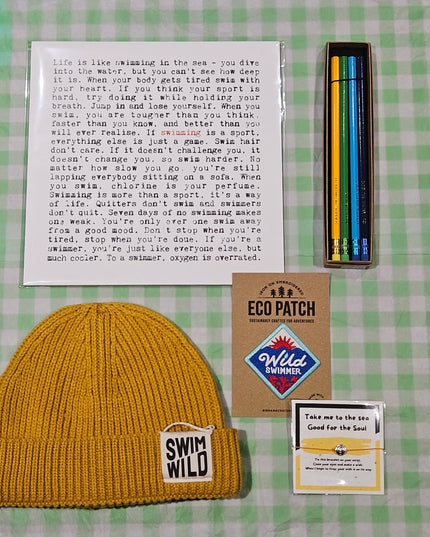 Life is like swimming in the sea - you dive
into the water, but you can't see how deep
it is. When your body gets tired swim with
your heart. If you think your sport is
hard, try doing it while holding your
breath. Jump in and lose yourself. When you
swim, you are tougher than you think,
faster than you know, and better than you
will ever realise. If swimming is a sport,
everything else is just a game. Swim hair
don't care. If it doesn't challenge you, it
doesn't change you, so swim harder. No
matter how slow you go, you're still
lapping everybody sitting on a sofa. When
you swim, chlorine is your perfume.
Swimming is more than a sport, it's a way
of life. Quitters don't swim and swimmers
don't quit. Seven days of no swimming makes
one weak. You're only ever one swim away
from a good mood. Don t stop when you're
tired, stop when you're done. If you're a
swimmer, you're just like everyone else, but
much cooler. To a swimmer, oxygen is overrated.
IRON ON EMBROIDERED
ECO PATCH
SUSTAINABLY CRAFTED FOR ADVENTURERS
Wild
SWIMMER
SWIM
WILD
Take me to the sea
Good for the Soul